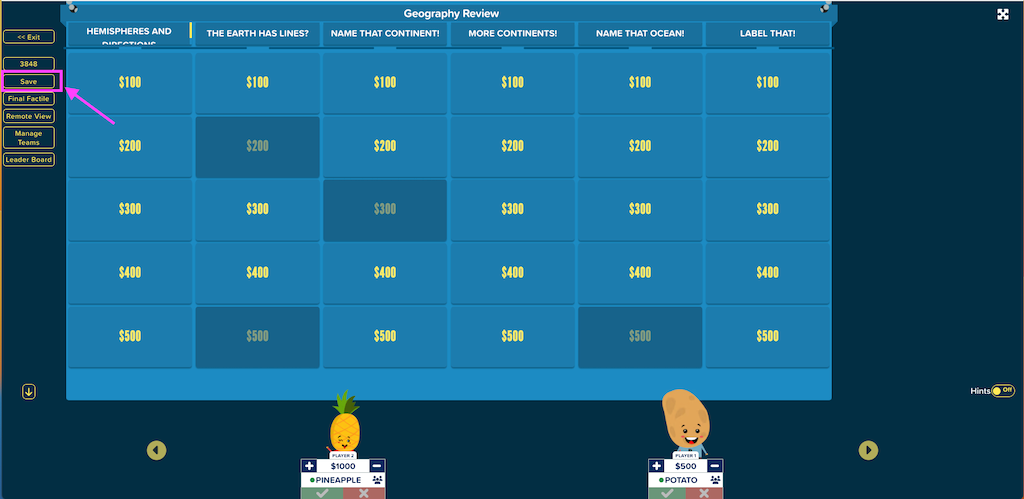 Geography Review
HEMISPHERES AND
DIRECTIONS
THE EARTH HAS LINES?
NAME THAT CONTINENT!
MORE CONTINENTS!
NAME THAT OCEAN!
LABEL THAT!
<< Exit
3848
Save
Final Factile
Remote View
Manage
Teams
Leader Board
$100 $100 $100 $100 $100 $100
$200 $200 $200 $200 $200 $200
$300 $300 $300 $300 $300 $300
$400 $400 $400 $400 $400 $400
$500 $500 $500 $500 $500 $500
Hints Off
PLAYER 2
+ $1000 −
PINEAPPLE
PLAYER 1
+ $500 −
POTATO